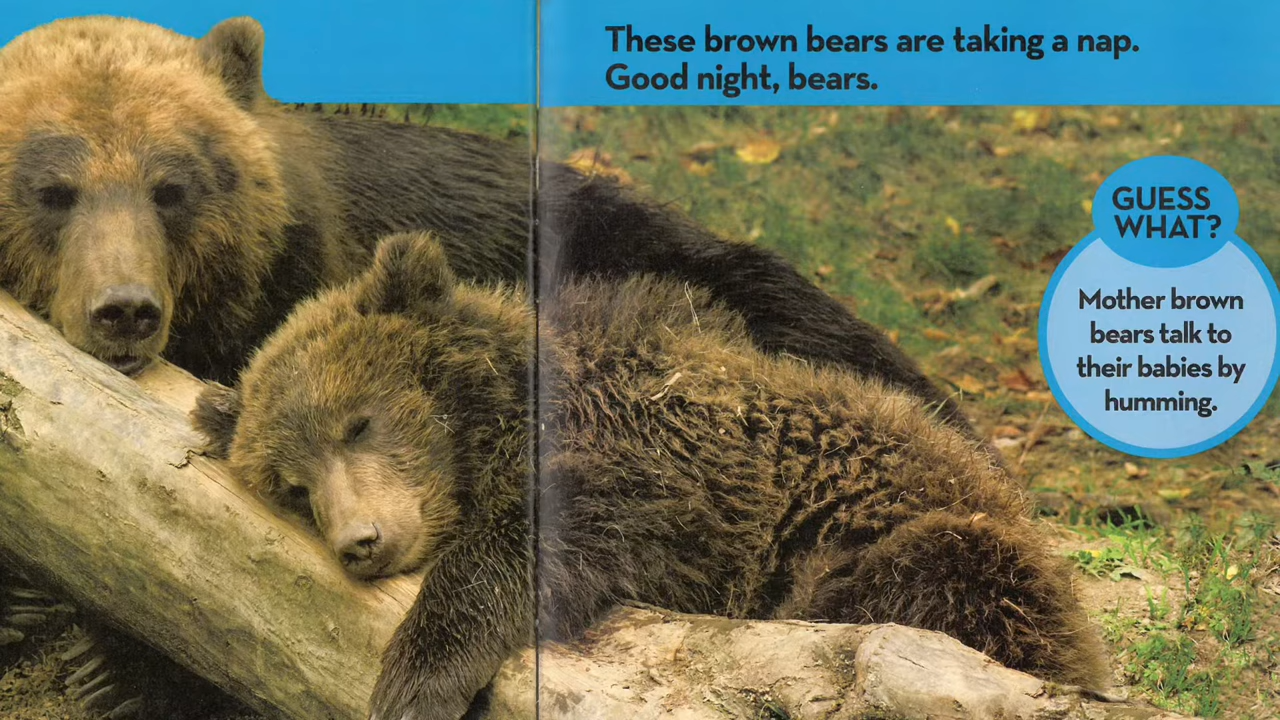 These brown bears are taking a nap.
Good night, bears.
GUESS
WHAT?
Mother brown
bears talk to
their babies by
humming.